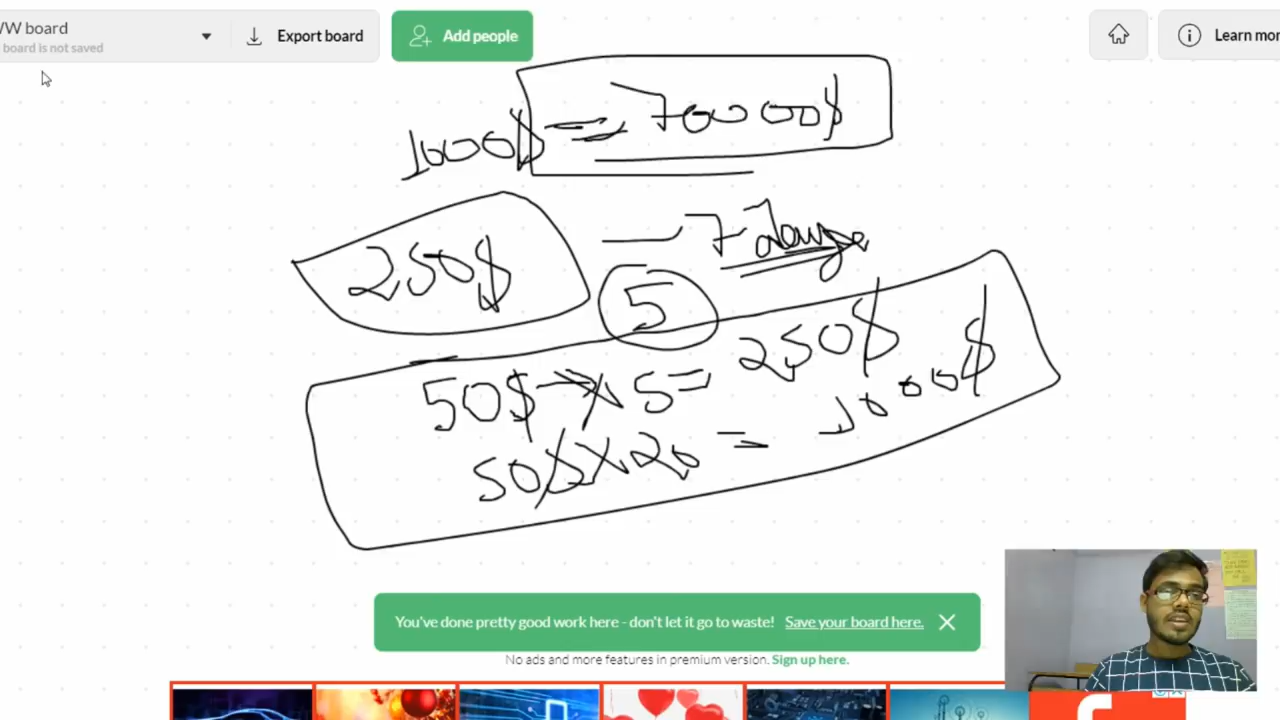 WW board
board is not saved
Export board
Add people
Learn mor
1000$ = 70000$
250$ - 7 days
5
50$ x 5 = 250$
50$ x 20 = 1000$
You've done pretty good work here - don't let it go to waste! Save your board here.
No ads and more features in premium version. Sign up here.